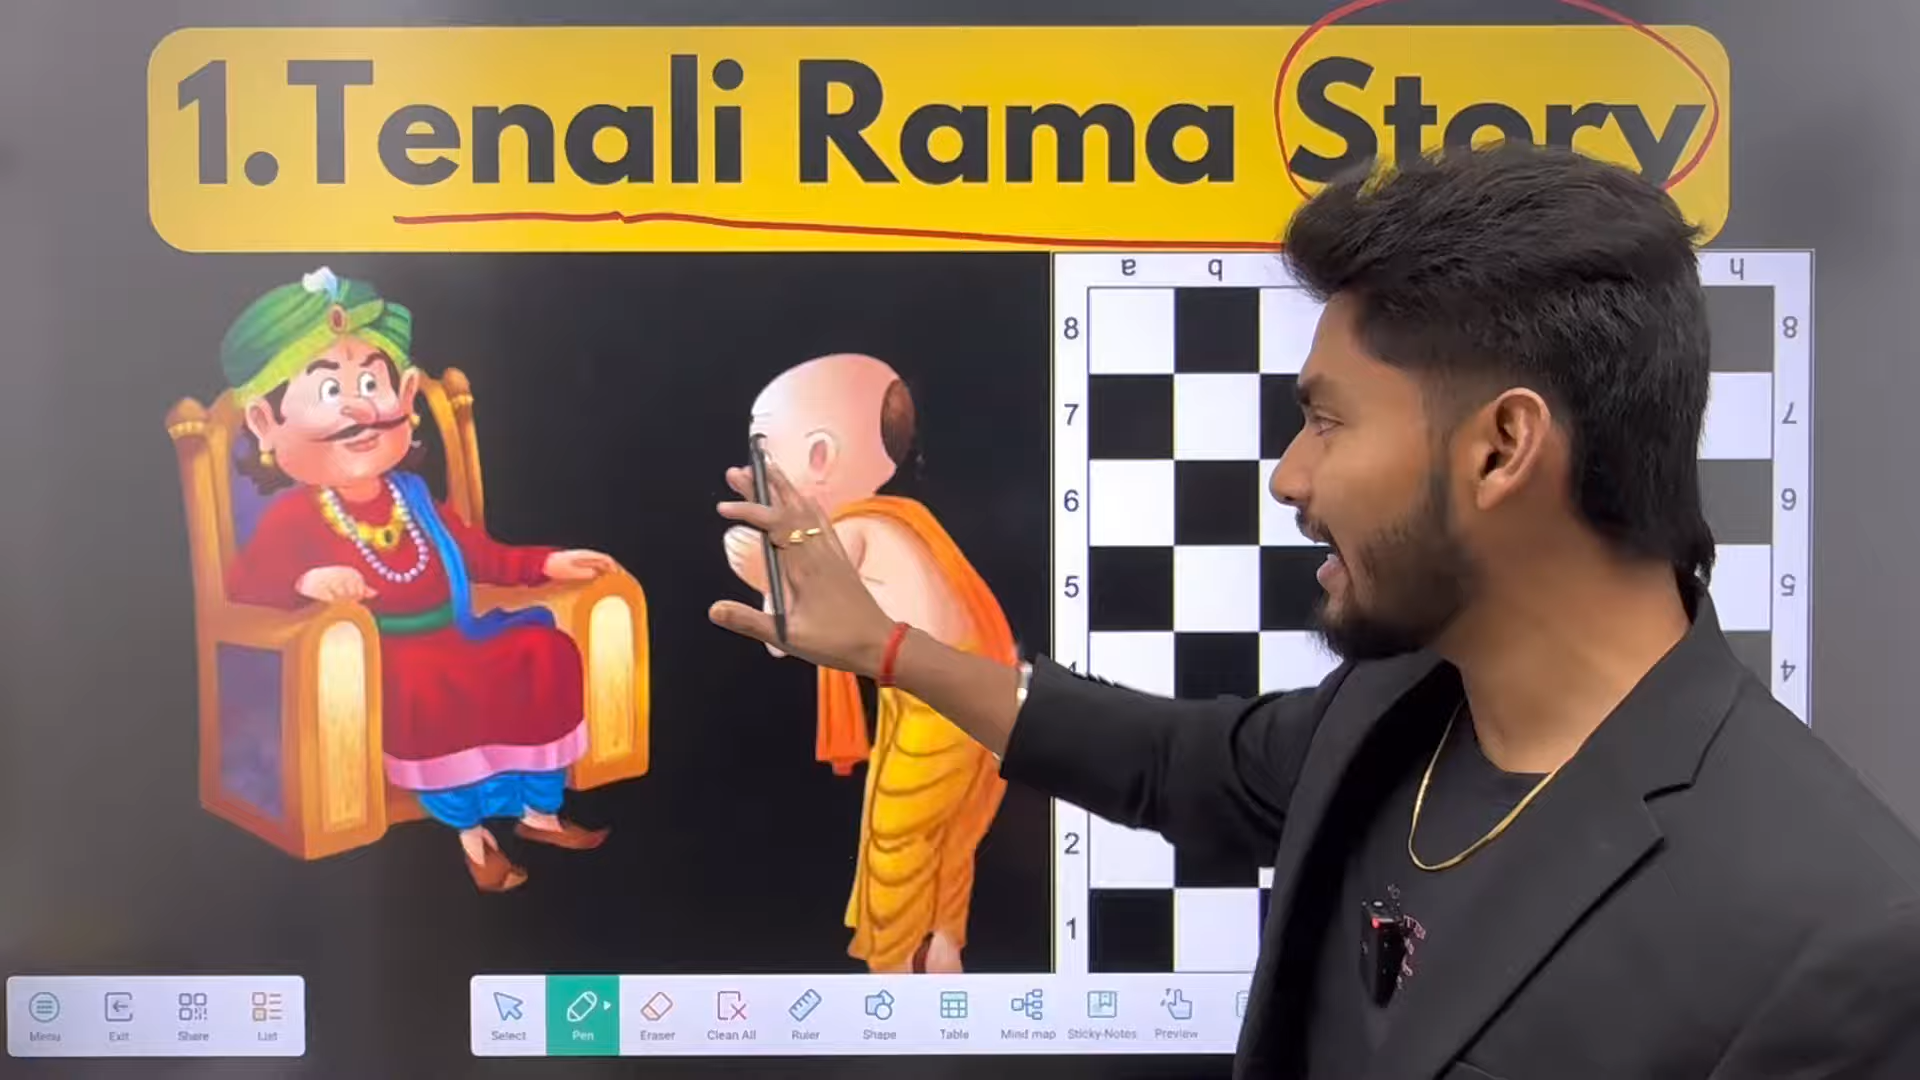 1.Tenali Rama Story
a b h
8 8
7 7
6 6
5 5
4 4
2
1
Menu Exit Share List Select Pen Eraser Clean All Ruler Shape Table Mind map Sticky-Notes Preview